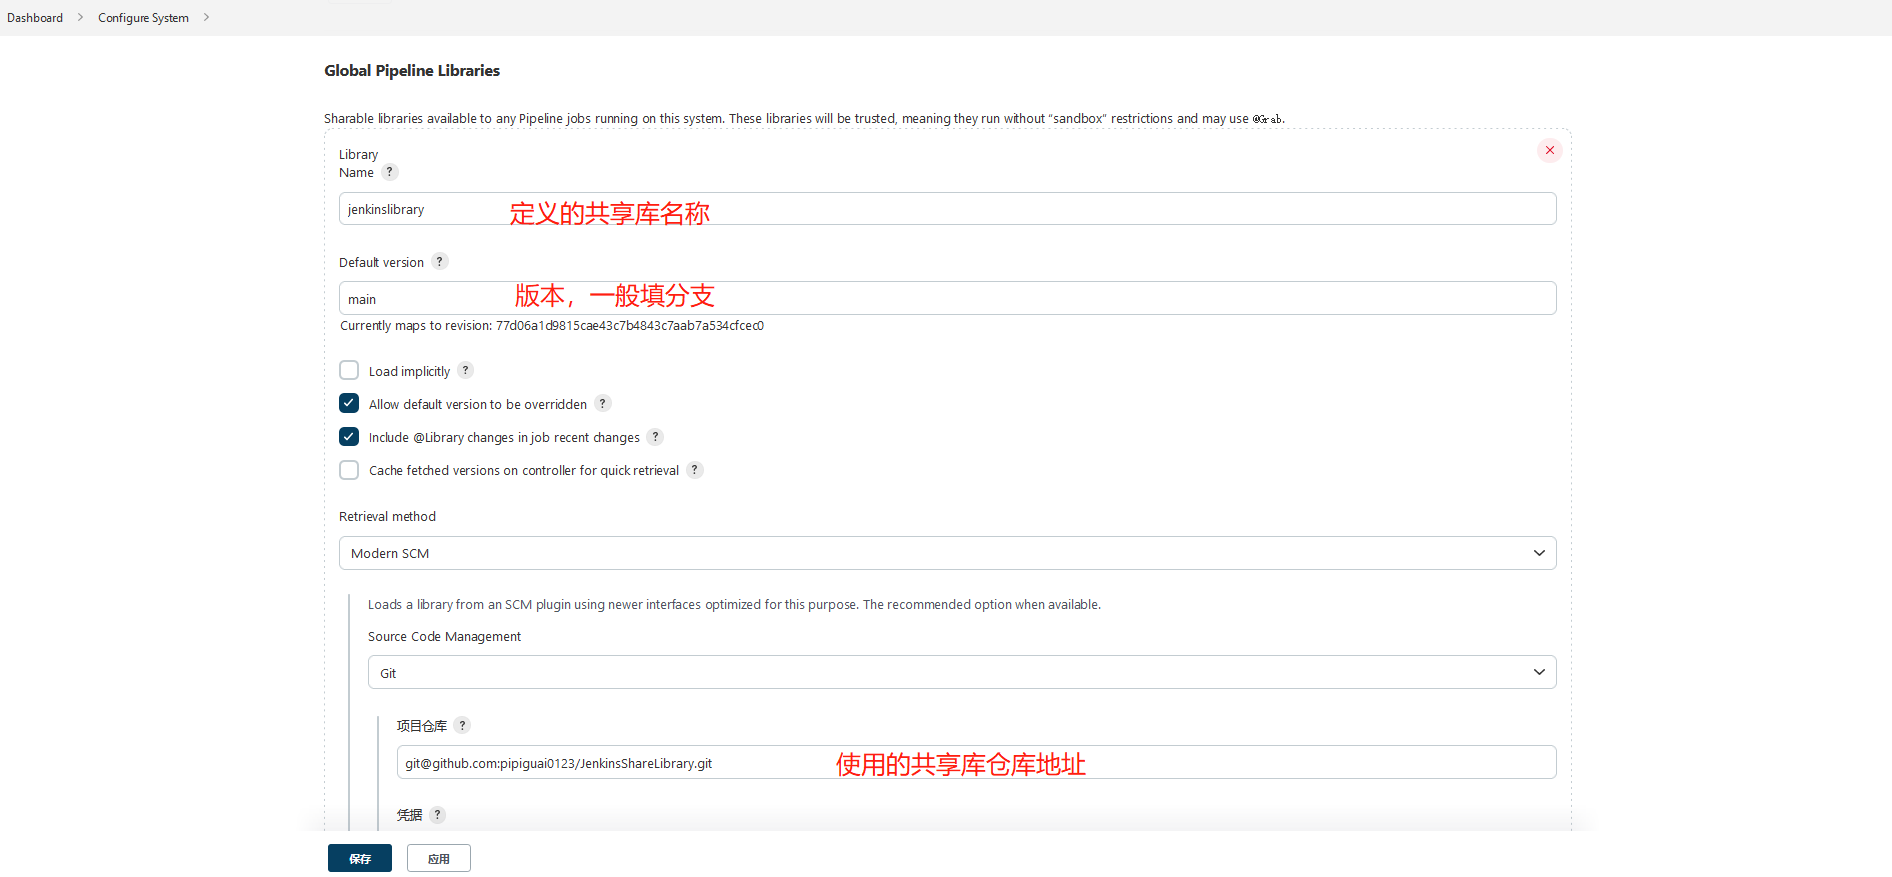 Dashboard > Configure System >
Global Pipeline Libraries
Sharable libraries available to any Pipeline jobs running on this system. These libraries will be trusted, meaning they run without “sandbox” restrictions and may use @Grab.
Library
Name ?
jenkinslibrary 定义的共享库名称
Default version ?
main 版本，一般填分支
Currently maps to revision: 77d06a1d9815cae43c7b4843c7aab7a534cfcec0
Load implicitly ?
Allow default version to be overridden ?
Include @Library changes in job recent changes ?
Cache fetched versions on controller for quick retrieval ?
Retrieval method
Modern SCM
Loads a library from an SCM plugin using newer interfaces optimized for this purpose. The recommended option when available.
Source Code Management
Git
项目仓库 ?
git@github.com:pipiguai0123/JenkinsShareLibrary.git 使用的共享库仓库地址
凭据 ?
保存 应用